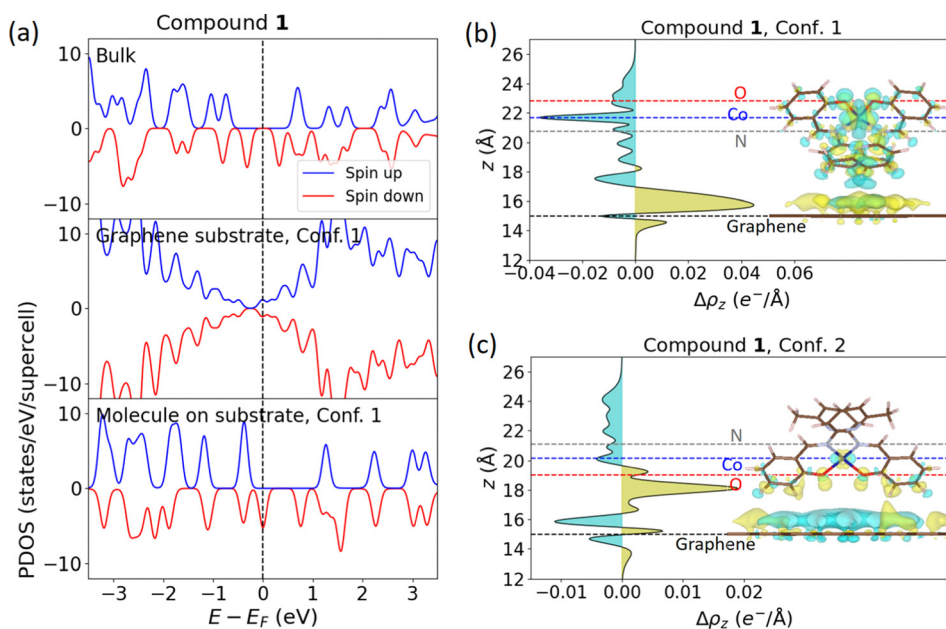 (a)
Compound 1
Bulk
Spin up
Spin down
Graphene substrate, Conf. 1
Molecule on substrate, Conf. 1
10
0
−10
10
0
−10
10
0
−10
PDOS (states/eV/supercell)
−3 −2 −1 0 1 2 3
E − E_F (eV)
(b)
Compound 1, Conf. 1
26
24
22
20
18
16
14
12
z (Å)
O
Co
N
Graphene
−0.04 −0.02 0.00 0.02 0.04 0.06
Δρ_z (e⁻/Å)
(c)
Compound 1, Conf. 2
26
24
22
20
18
16
14
12
z (Å)
N
Co
O
Graphene
−0.01 0.00 0.01 0.02
Δρ_z (e⁻/Å)